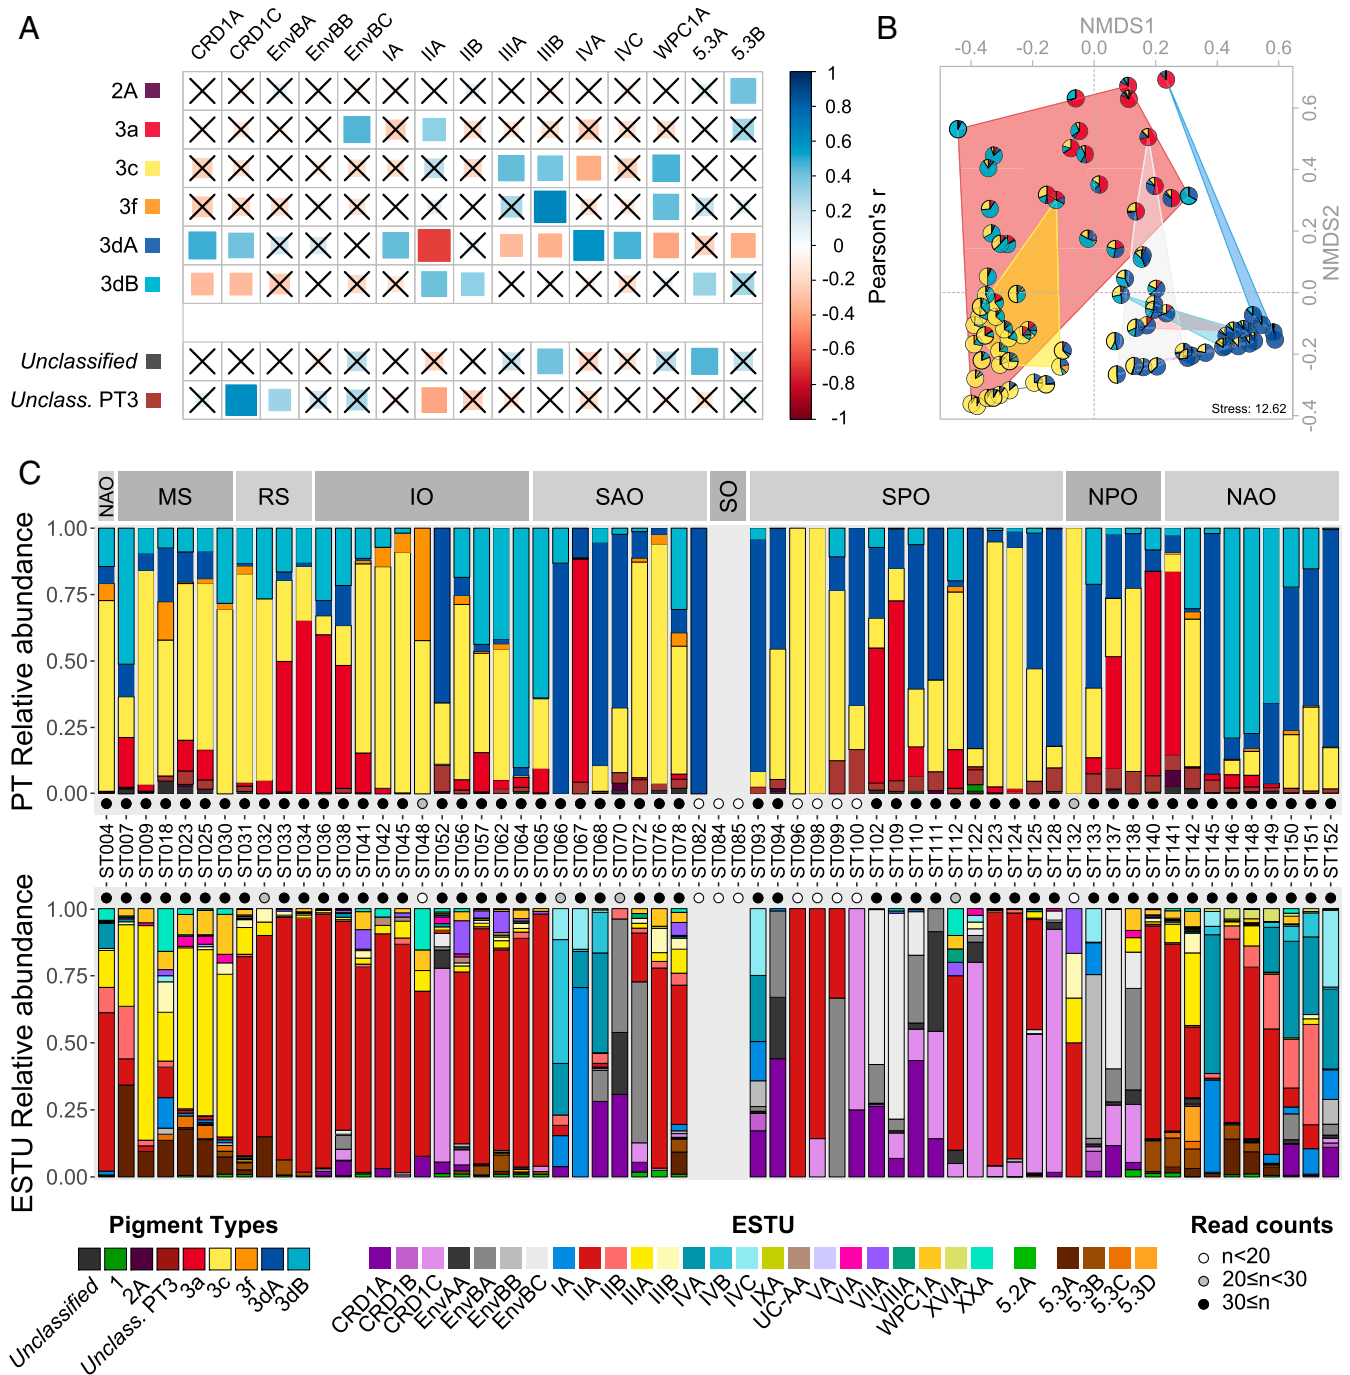 A
CRD1A CRD1C EnvBA EnvBB EnvBC IA IIA IIB IIIA IIIB IVA IVC WPC1A 5.3A 5.3B
2A
3a
3c
3f
3dA
3dB
Unclassified
Unclass. PT3
1
0.8
0.6
0.4
0.2
0
-0.2
-0.4
-0.6
-0.8
-1
Pearson's r
B
NMDS1
-0.4 -0.2 0.0 0.2 0.4 0.6
0.6
0.4
0.2
0.0
-0.2
-0.4
NMDS2
Stress: 12.62
C
NAO MS RS IO SAO SO SPO NPO NAO
PT Relative abundance
1.00
0.75
0.50
0.25
0.00
ST004 ST007 ST009 ST018 ST023 ST025 ST030 ST031 ST032 ST033 ST034 ST036 ST038 ST041 ST042 ST045 ST048 ST052 ST056 ST057 ST062 ST064 ST065 ST066 ST067 ST068 ST070 ST072 ST076 ST078 ST082 ST084 ST085 ST093 ST094 ST096 ST098 ST099 ST100 ST102 ST109 ST110 ST111 ST112 ST122 ST123 ST124 ST125 ST128 ST132 ST133 ST137 ST138 ST140 ST141 ST142 ST145 ST146 ST148 ST149 ST150 ST151 ST152
ESTU Relative abundance
1.00
0.75
0.50
0.25
0.00
Pigment Types
Unclassified 1 2A Unclass. PT3 3a 3c 3f 3dA 3dB
ESTU
CRD1A CRD1B CRD1C EnvAA EnvBA EnvBB EnvBC IA IIA IIB IIIA IIIB IVA IVB IVC IXA UC-AA VA VIA VIIA VIIIA WPC1A XVIA XXA 5.2A 5.3A 5.3B 5.3C 5.3D
Read counts
n<20
20≤n<30
30≤n